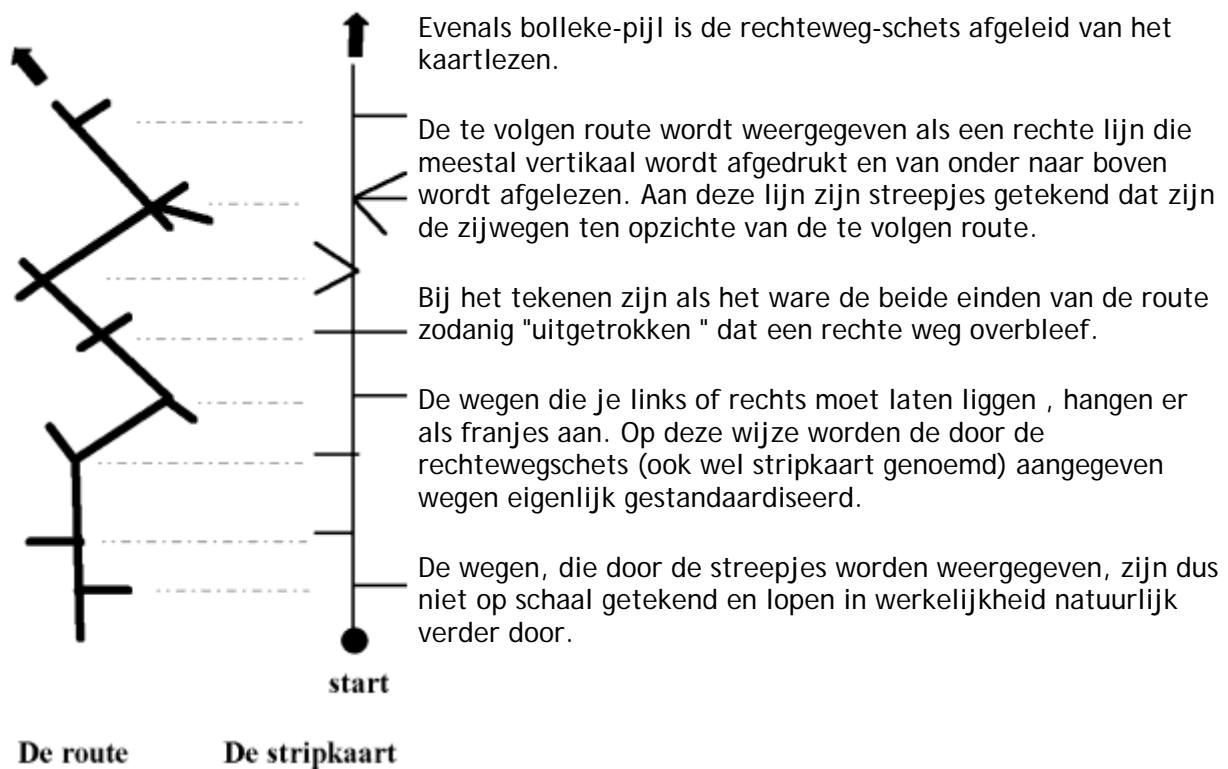 Evenals bolleke-pijl is de rechteweg-schets afgeleid van het
kaartlezen.
De te volgen route wordt weergegeven als een rechte lijn die
meestal vertikaal wordt afgedrukt en van onder naar boven
wordt afgelezen. Aan deze lijn zijn streepjes getekend dat zijn
de zijwegen ten opzichte van de te volgen route.
Bij het tekenen zijn als het ware de beide einden van de route
zodanig "uitgetrokken " dat een rechte weg overbleef.
De wegen die je links of rechts moet laten liggen , hangen er
als franjes aan. Op deze wijze worden de door de
rechtewegschets (ook wel stripkaart genoemd) aangegeven
wegen eigenlijk gestandaardiseerd.
De wegen, die door de streepjes worden weergegeven, zijn dus
niet op schaal getekend en lopen in werkelijkheid natuurlijk
verder door.
start
De route De stripkaart